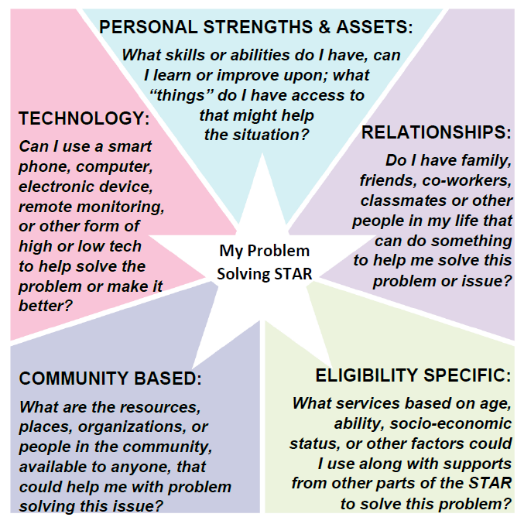 PERSONAL STRENGTHS & ASSETS:
What skills or abilities do I have, can
I learn or improve upon; what
“things” do I have access to
that might help
the situation?
TECHNOLOGY:
Can I use a smart
phone, computer,
electronic device,
remote monitoring,
or other form of
high or low tech
to help solve the
problem or make it
better?
RELATIONSHIPS:
Do I have family,
friends, co-workers,
classmates or other
people in my life that
can do something
to help me solve this
problem or issue?
My Problem
Solving STAR
COMMUNITY BASED:
What are the resources,
places, organizations, or
people in the community,
available to anyone, that
could help me with problem
solving this issue?
ELIGIBILITY SPECIFIC:
What services based on age,
ability, socio-economic
status, or other factors could
I use along with supports
from other parts of the STAR
to solve this problem?